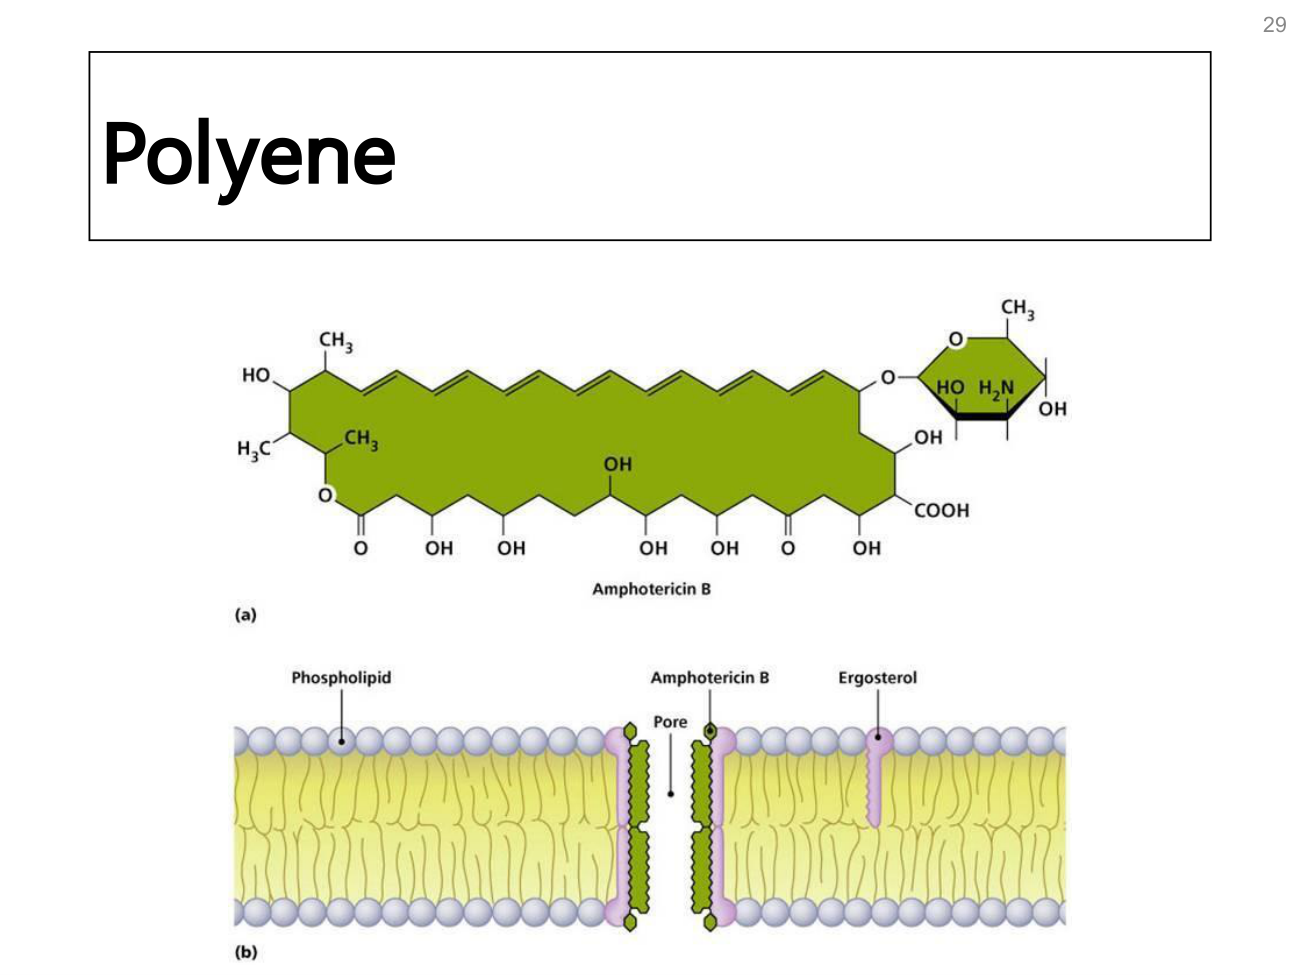 29
Polyene
CH3
CH3
O
HO
O
HO H2N
OH
H3C
CH3
OH
OH
O
COOH
O
OH
OH
OH
OH
O
OH
Amphotericin B
(a)
Phospholipid
Amphotericin B
Ergosterol
Pore
(b)